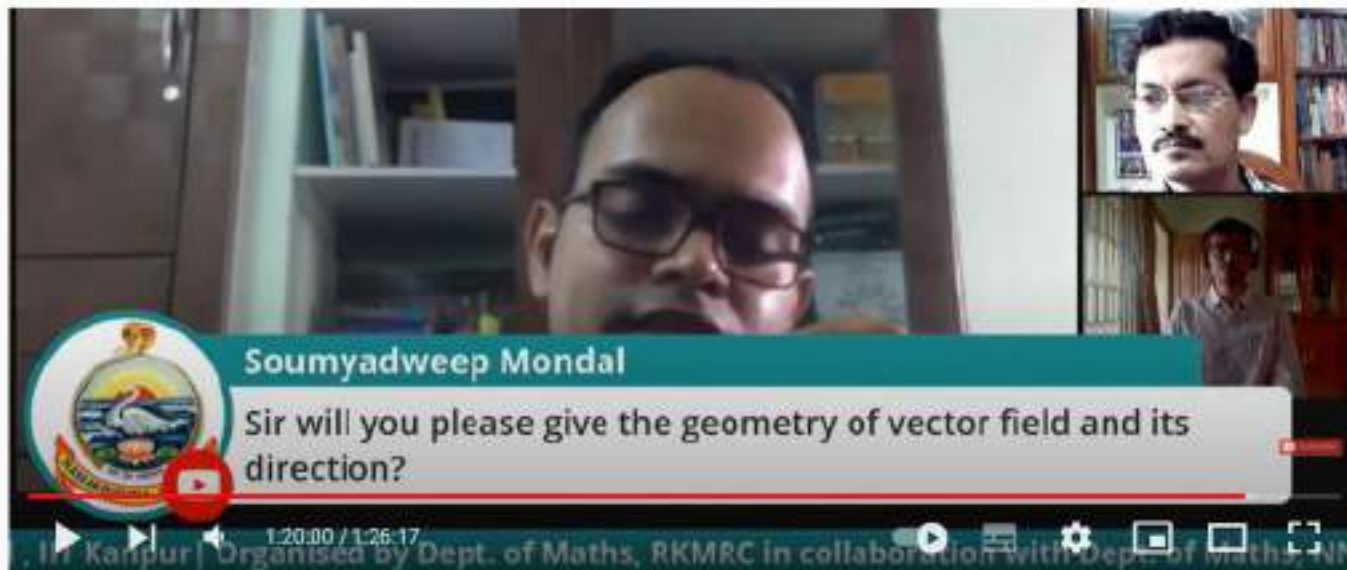 Soumyadweep Mondal
Sir will you please give the geometry of vector field and its
direction?
1:20:00 / 1:26:17
, IIT Kanpur| Organised by Dept. of Maths, RKMRC in collaboration with Dept. of Maths,